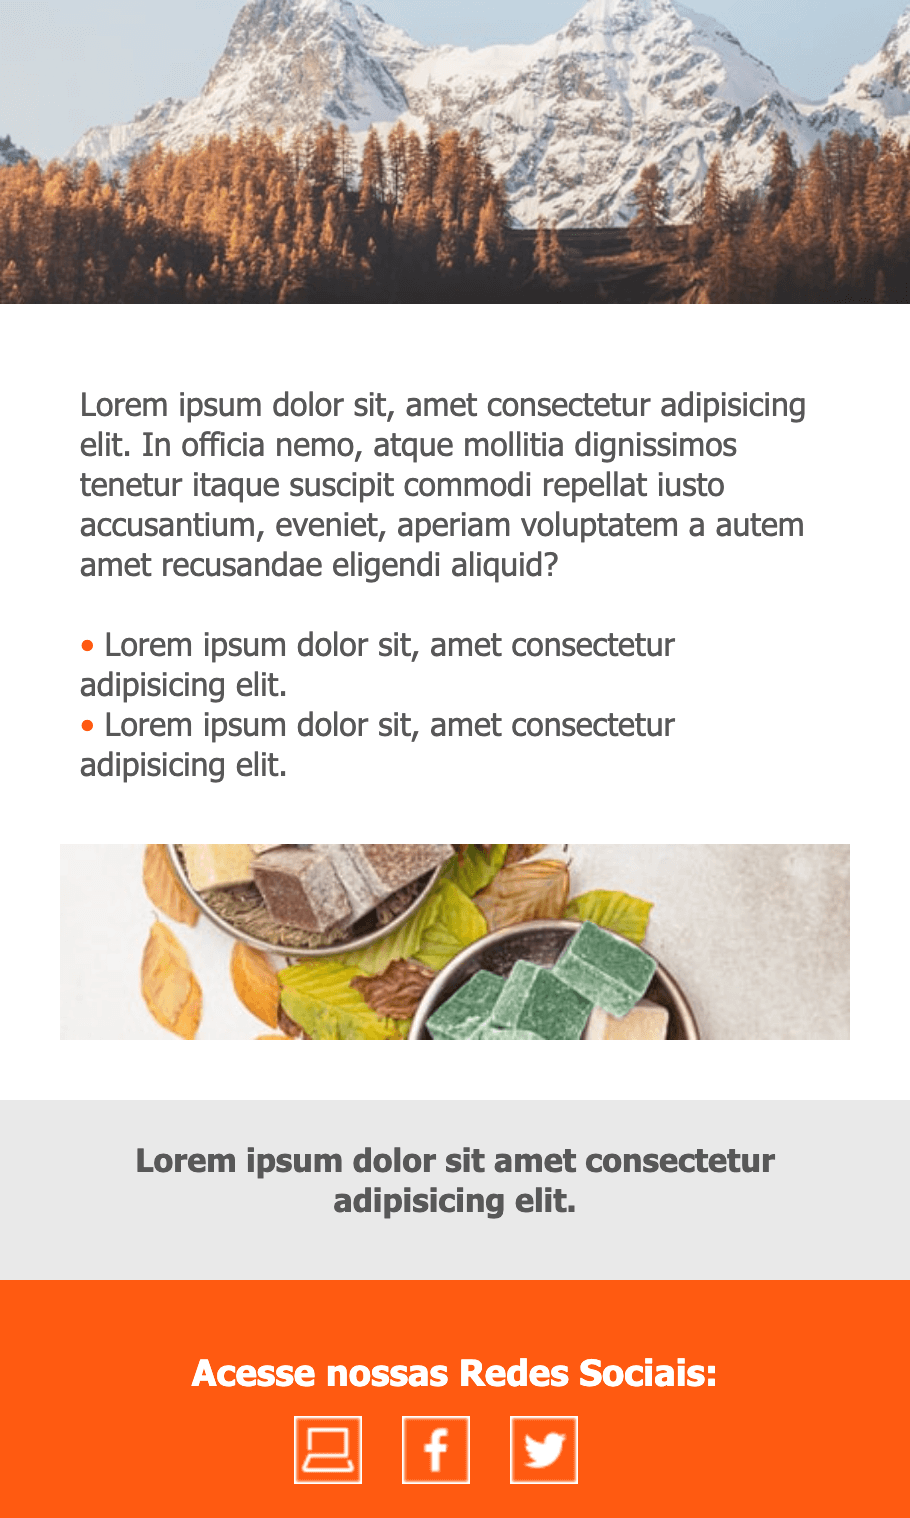 Lorem ipsum dolor sit, amet consectetur adipisicing
elit. In officia nemo, atque mollitia dignissimos
tenetur itaque suscipit commodi repellat iusto
accusantium, eveniet, aperiam voluptatem a autem
amet recusandae eligendi aliquid?
• Lorem ipsum dolor sit, amet consectetur
adipisicing elit.
• Lorem ipsum dolor sit, amet consectetur
adipisicing elit.
Lorem ipsum dolor sit amet consectetur
adipisicing elit.
Acesse nossas Redes Sociais: